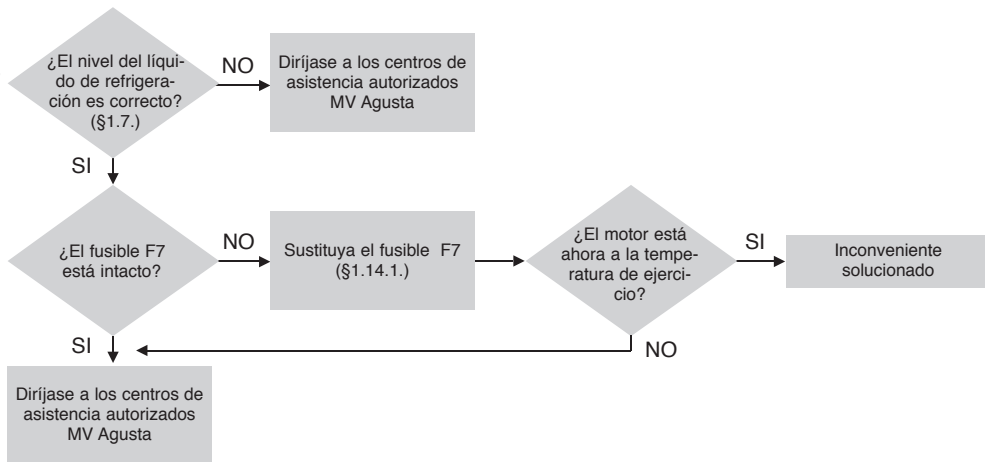 ¿El nivel del líqui-
do de refrigera-
ción es correcto?
(§1.7.)
NO
Diríjase a los centros de
asistencia autorizados
MV Agusta
SI
¿El fusible F7
está intacto?
NO
Sustituya el fusible F7
(§1.14.1.)
¿El motor está
ahora a la tempe-
ratura de ejerci-
cio?
SI
Inconveniente
solucionado
SI
NO
Diríjase a los centros de
asistencia autorizados
MV Agusta